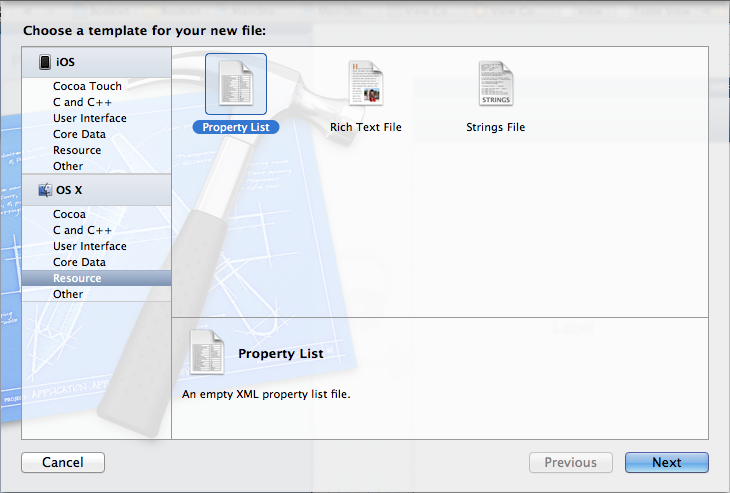 Choose a template for your new file:
iOS
Cocoa Touch
C and C++
User Interface
Core Data
Resource
Other
OS X
Cocoa
C and C++
User Interface
Core Data
Resource
Other
Property List
Rich Text File
STRINGS
Strings File
Property List
An empty XML property list file.
Cancel
Previous
Next